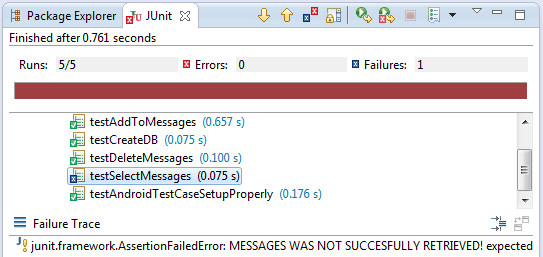 Package Explorer JUnit
Finished after 0.761 seconds
Runs: 5/5 Errors: 0 Failures: 1
testAddToMessages (0.657 s)
testCreateDB (0.075 s)
testDeleteMessages (0.100 s)
testSelectMessages (0.075 s)
testAndroidTestCaseSetupProperly (0.176 s)
Failure Trace
junit.framework.AssertionFailedError: MESSAGES WAS NOT SUCCESFULLY RETRIEVED! expected